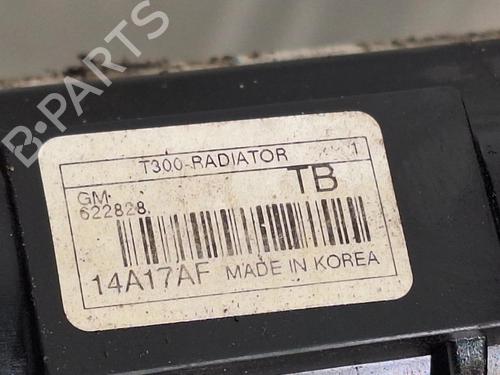 B-PARTS
T300-RADIATOR 1
GM
622828
TB
14A17AF MADE IN KOREA